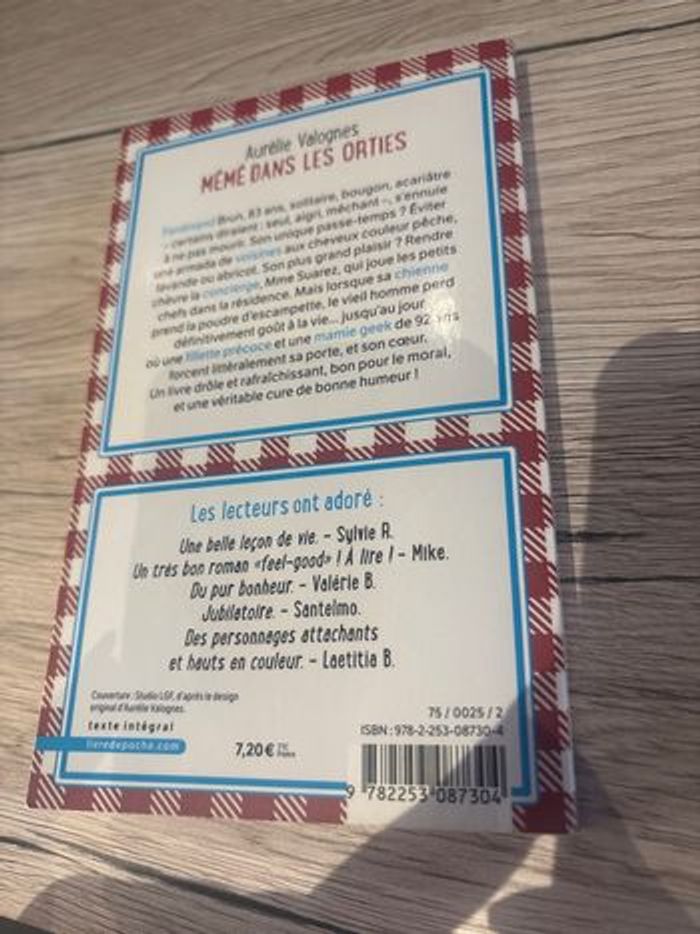 Aurélie Valognes
MÉMÉ DANS LES ORTIES
Ferdinand Brun, 83 ans, solitaire, bougon, acariâtre
– certains diraient : seul, aigri, méchant –, s'ennuie
à ne pas mourir. Son unique passe-temps ? Éviter
une armada de voisines aux cheveux couleur pêche,
lavande ou abricot. Son plus grand plaisir ? Rendre
chèvre la concierge, Mme Suarez, qui joue les petits
chefs dans la résidence. Mais lorsque sa chienne
prend la poudre d'escampette, le vieil homme perd
définitivement goût à la vie... jusqu'au jour
où une fillette précoce et une mamie geek de 92 ans
forcent littéralement sa porte, et son cœur.
Un livre drôle et rafraîchissant, bon pour le moral,
et une véritable cure de bonne humeur !
Les lecteurs ont adoré :
Une belle leçon de vie. – Sylvie R.
Un très bon roman «feel-good» ! À lire ! – Mike.
Du pur bonheur. – Valérie B.
Jubilatoire. – Santelmo.
Des personnages attachants
et hauts en couleur. – Laetitia B.
Couverture : Studio LGF, d'après le design
original d'Aurélie Valognes.
texte intégral
livredepoche.com
7,20 € TTC
France
75 / 0025 / 2
ISBN : 978-2-253-08730-4
9 782253 087304